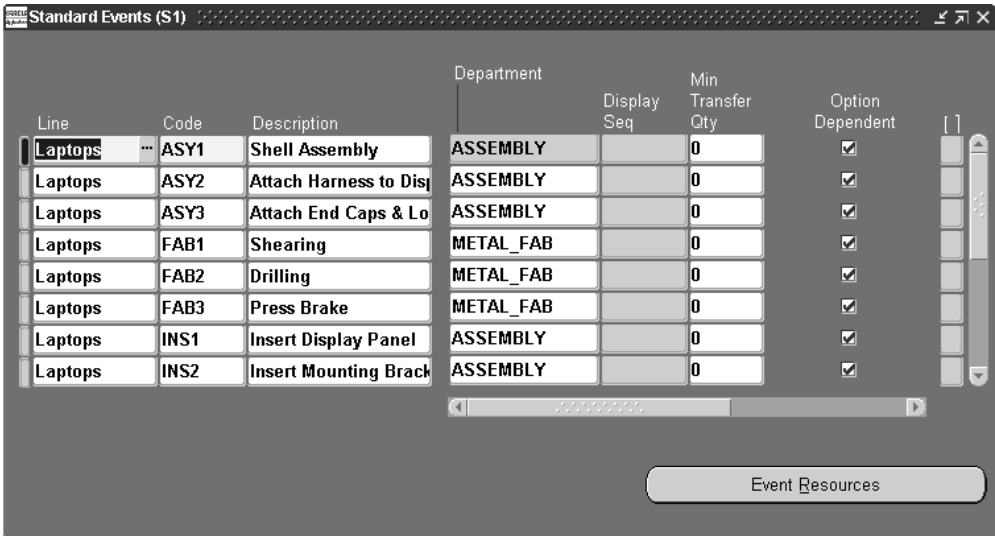 Standard Events (S1)
Department
Min
Display Transfer Option
Line Code Description Seq Qty Dependent [ ]
Laptops ... ASY1 Shell Assembly ASSEMBLY 0
Laptops ASY2 Attach Harness to Disp ASSEMBLY 0
Laptops ASY3 Attach End Caps & Lo ASSEMBLY 0
Laptops FAB1 Shearing METAL_FAB 0
Laptops FAB2 Drilling METAL_FAB 0
Laptops FAB3 Press Brake METAL_FAB 0
Laptops INS1 Insert Display Panel ASSEMBLY 0
Laptops INS2 Insert Mounting Brack ASSEMBLY 0
Event Resources